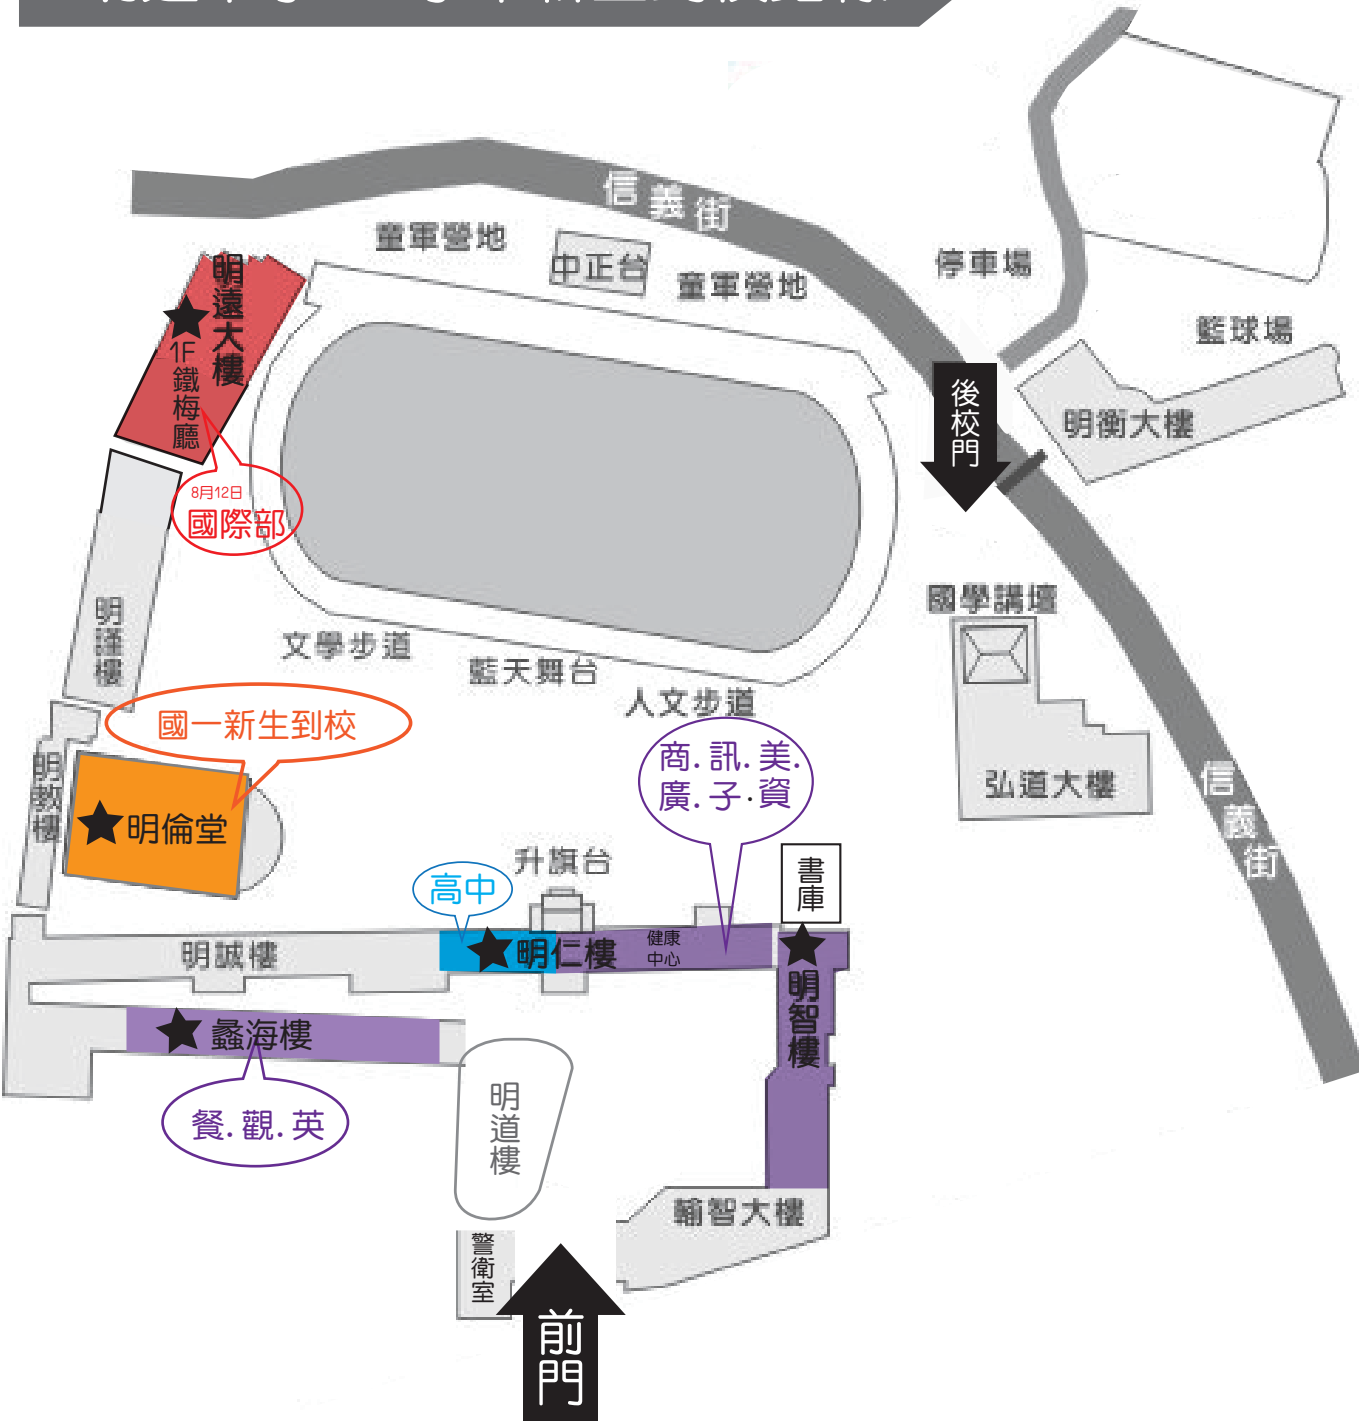 信義街
童軍營地
中正台
童軍營地
停車場
籃球場
明遠大樓
1F鐵梅廳
後校門
明衡大樓
8月12日
國際部
明謹樓
國學講壇
文學步道
藍天舞台
人文步道
國一新生到校
明教樓
明倫堂
商.訊.美.
廣.子.資
弘道大樓
信義街
升旗台
高中
書庫
明誠樓
明仁樓
健康
中心
明智樓
蠡海樓
餐.觀.英
明道樓
輸智大樓
警衛室
前門